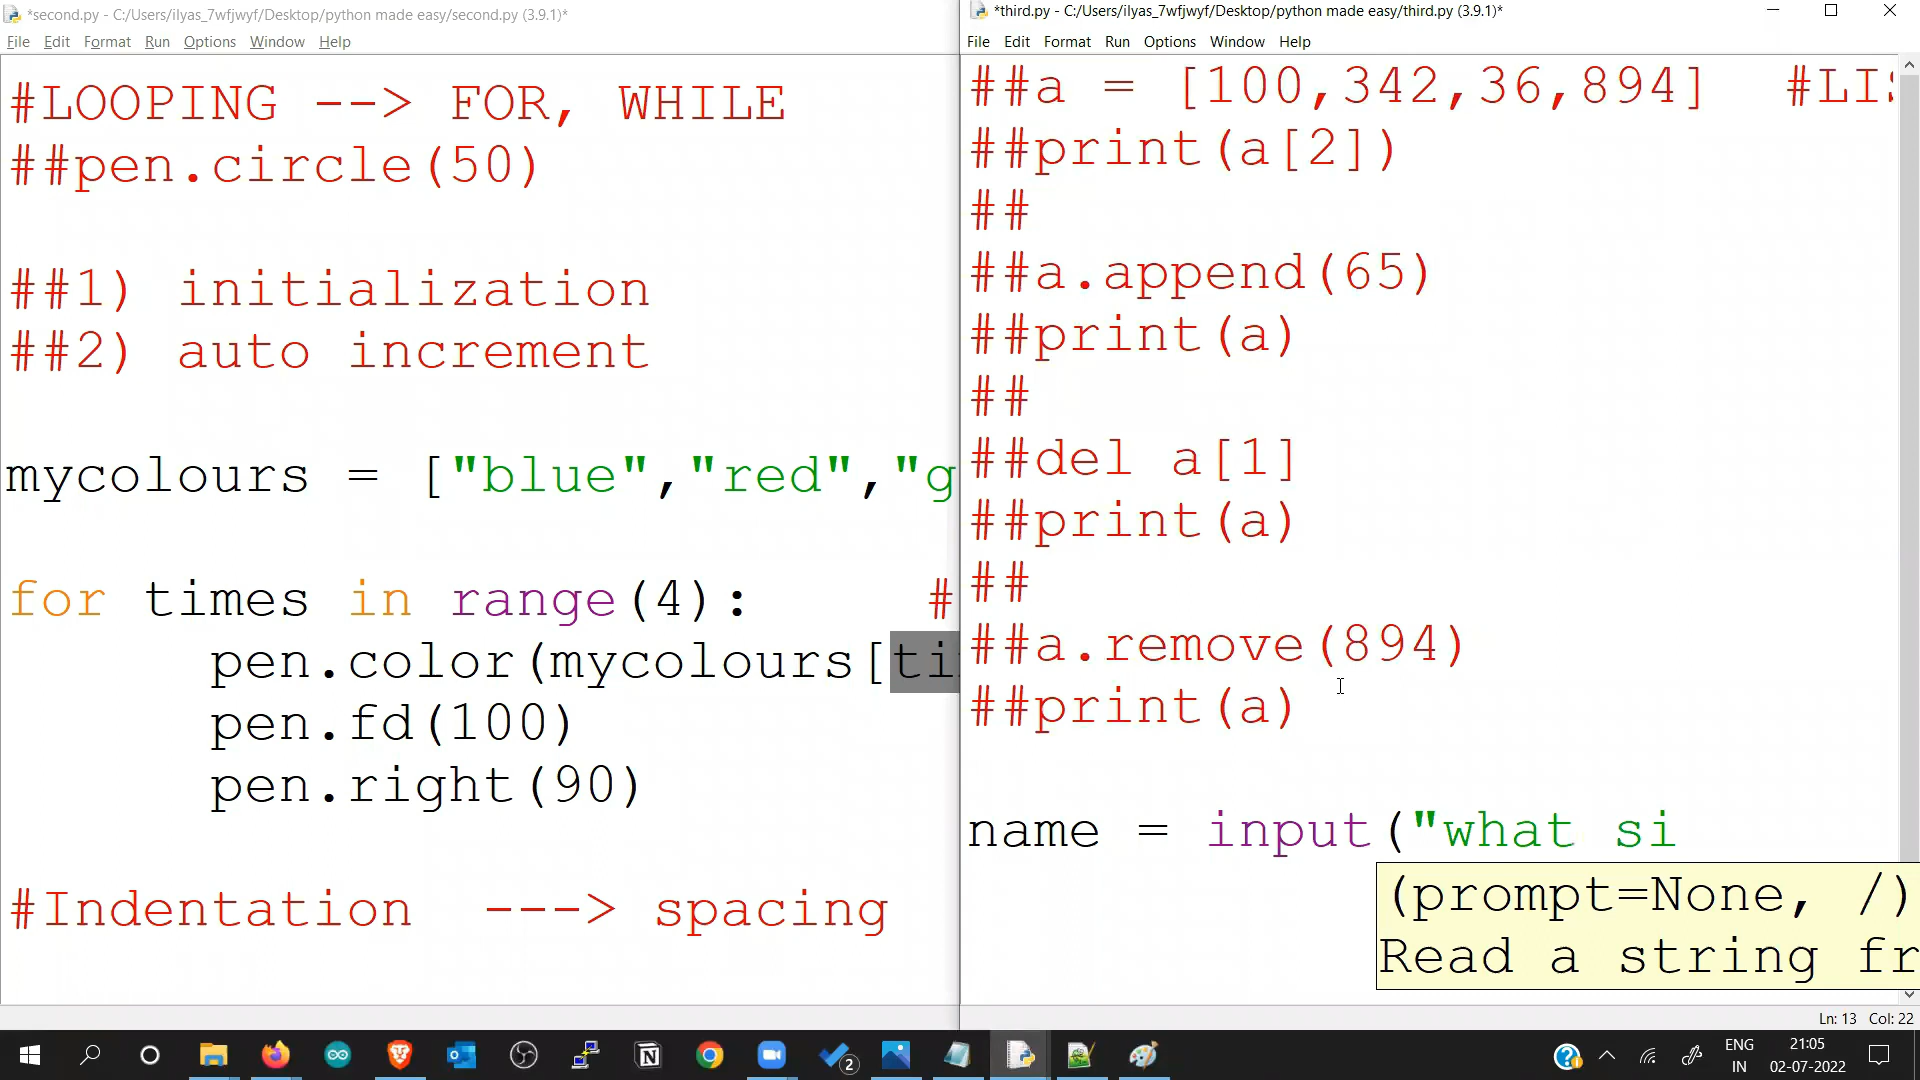 *second.py - C:/Users/ilyas_7wfjwyf/Desktop/python made easy/second.py (3.9.1)*
File Edit Format Run Options Window Help
#LOOPING --> FOR, WHILE
##pen.circle(50)
##1) initialization
##2) auto increment
mycolours = ["blue","red","g
for times in range(4): #
pen.color(mycolours[ti
pen.fd(100)
pen.right(90)
#Indentation ---> spacing
*third.py - C:/Users/ilyas_7wfjwyf/Desktop/python made easy/third.py (3.9.1)*
File Edit Format Run Options Window Help
##a = [100,342,36,894] #LIS
##print(a[2])
##
##a.append(65)
##print(a)
##
##del a[1]
##print(a)
##
##a.remove(894)
##print(a)
name = input("what si
(prompt=None, /)
Read a string fr
Ln: 13 Col: 22
2
ENG
IN
21:05
02-07-2022